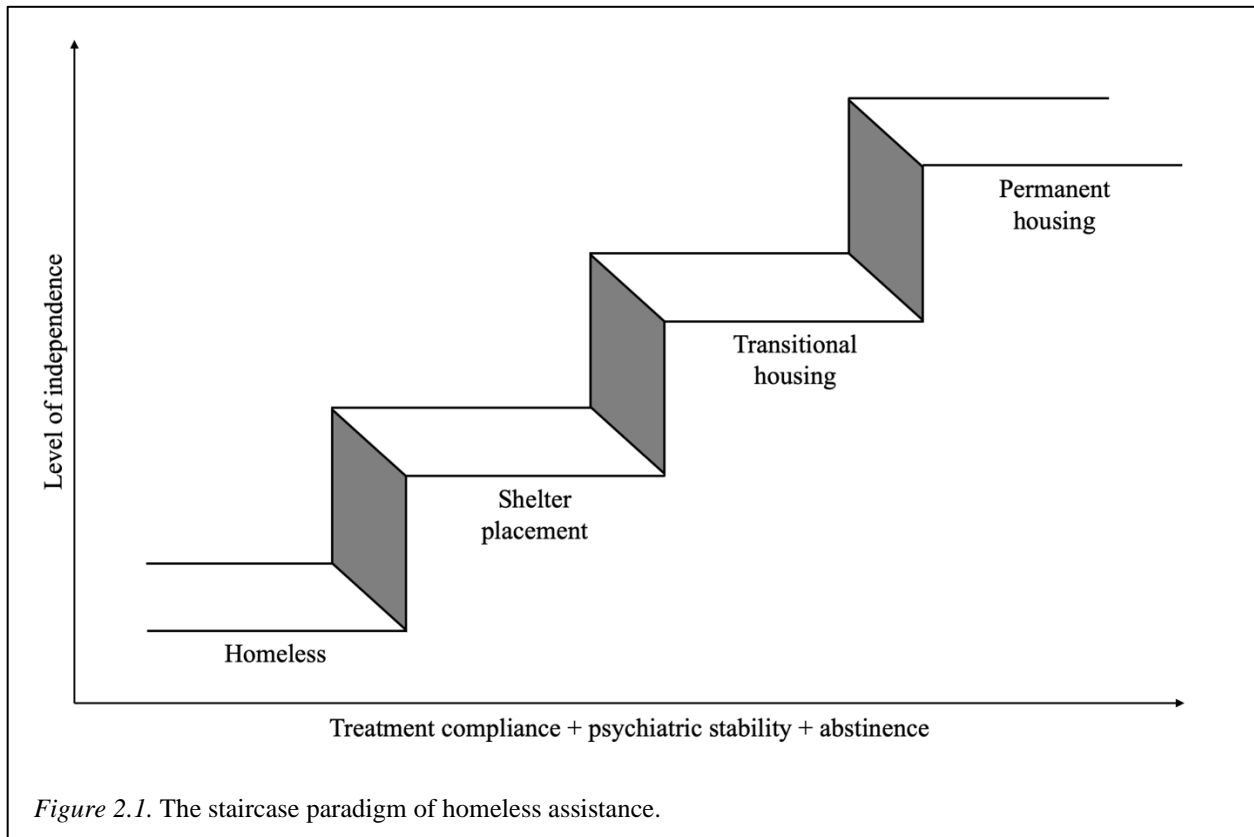 Level of independence
Permanent
housing
Transitional
housing
Shelter
placement
Homeless
Treatment compliance + psychiatric stability + abstinence
Figure 2.1. The staircase paradigm of homeless assistance.